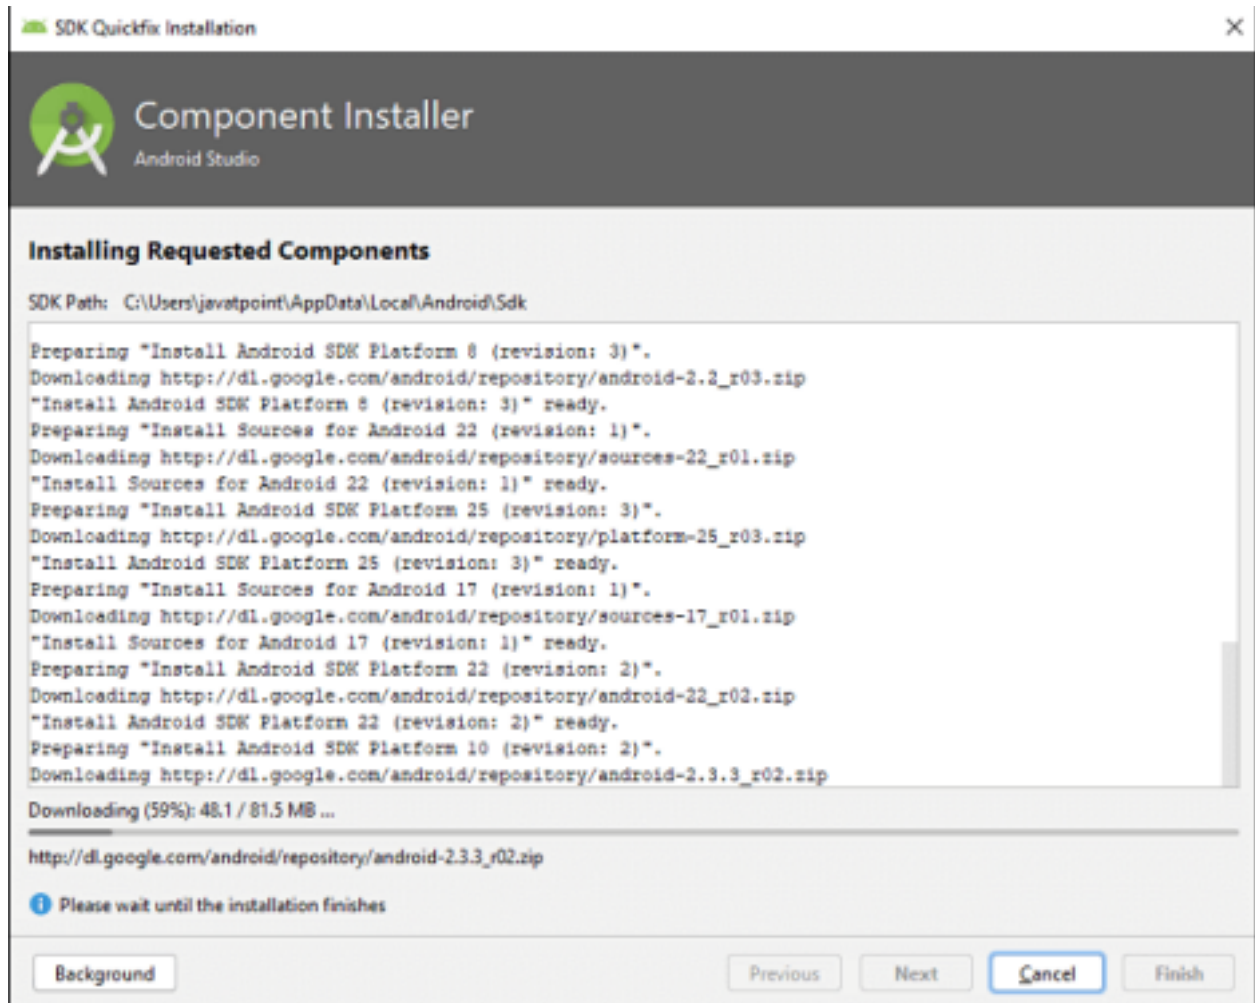 SDK Quickfix Installation
Component Installer
Android Studio
Installing Requested Components
SDK Path: C:\Users\javatpoint\AppData\Local\Android\Sdk
Preparing "Install Android SDK Platform 8 (revision: 3)".
Downloading http://dl.google.com/android/repository/android-2.2_r03.zip
"Install Android SDK Platform 8 (revision: 3)" ready.
Preparing "Install Sources for Android 22 (revision: 1)".
Downloading http://dl.google.com/android/repository/sources-22_r01.zip
"Install Sources for Android 22 (revision: 1)" ready.
Preparing "Install Android SDK Platform 25 (revision: 3)".
Downloading http://dl.google.com/android/repository/platform-25_r03.zip
"Install Android SDK Platform 25 (revision: 3)" ready.
Preparing "Install Sources for Android 17 (revision: 1)".
Downloading http://dl.google.com/android/repository/sources-17_r01.zip
"Install Sources for Android 17 (revision: 1)" ready.
Preparing "Install Android SDK Platform 22 (revision: 2)".
Downloading http://dl.google.com/android/repository/android-22_r02.zip
"Install Android SDK Platform 22 (revision: 2)" ready.
Preparing "Install Android SDK Platform 10 (revision: 2)".
Downloading http://dl.google.com/android/repository/android-2.3.3_r02.zip
Downloading (59%): 48.1 / 81.5 MB ...
http://dl.google.com/android/repository/android-2.3.3_r02.zip
Please wait until the installation finishes
Background Previous Next Cancel Finish